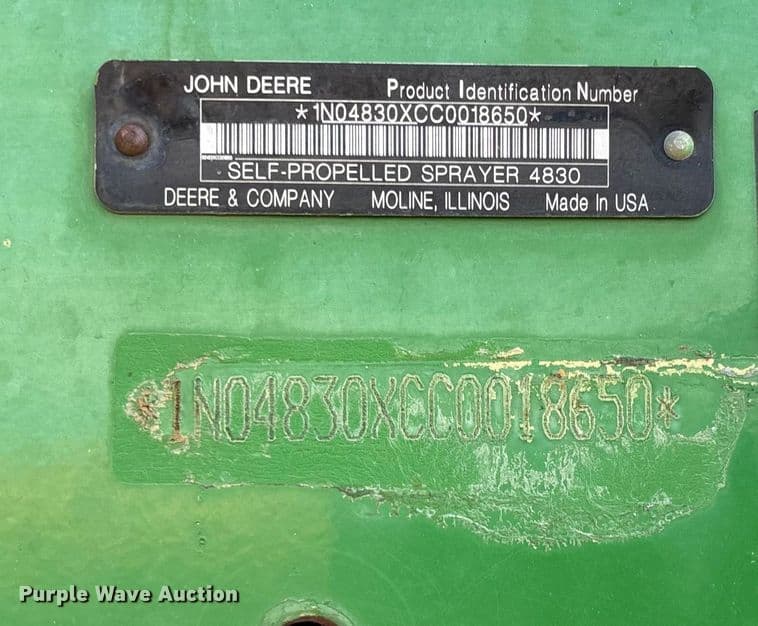 JOHN DEERE Product Identification Number
*1N04830XCC0018650*
SELF-PROPELLED SPRAYER 4830
DEERE & COMPANY MOLINE, ILLINOIS Made In USA
*1N04830XCC0018650*
Purple Wave Auction